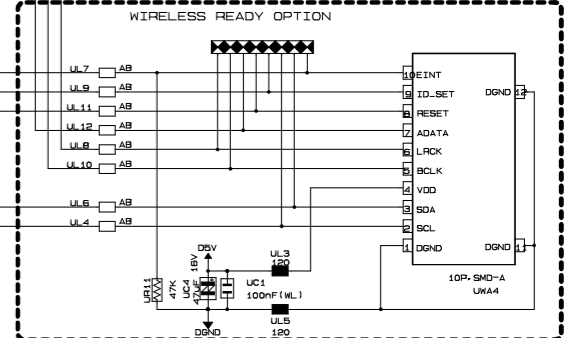 WIRELESS READY OPTION
UL7 AB
UL9 AB
UL11 AB
UL12 AB
UL8 AB
UL10 AB
UL6 AB
UL4 AB
10 EINT
9 ID_SET
8 RESET
7 ADATA
6 LRCK
5 BCLK
4 VDD
3 SDA
2 SCL
1 DGND
DGND 12
DGND 11
10P.SMD-A
UWA4
D5V
16V
UC4
47uF
UR11
47K
UL3
120
UC1
100nF(WL)
UL5
120
DGND